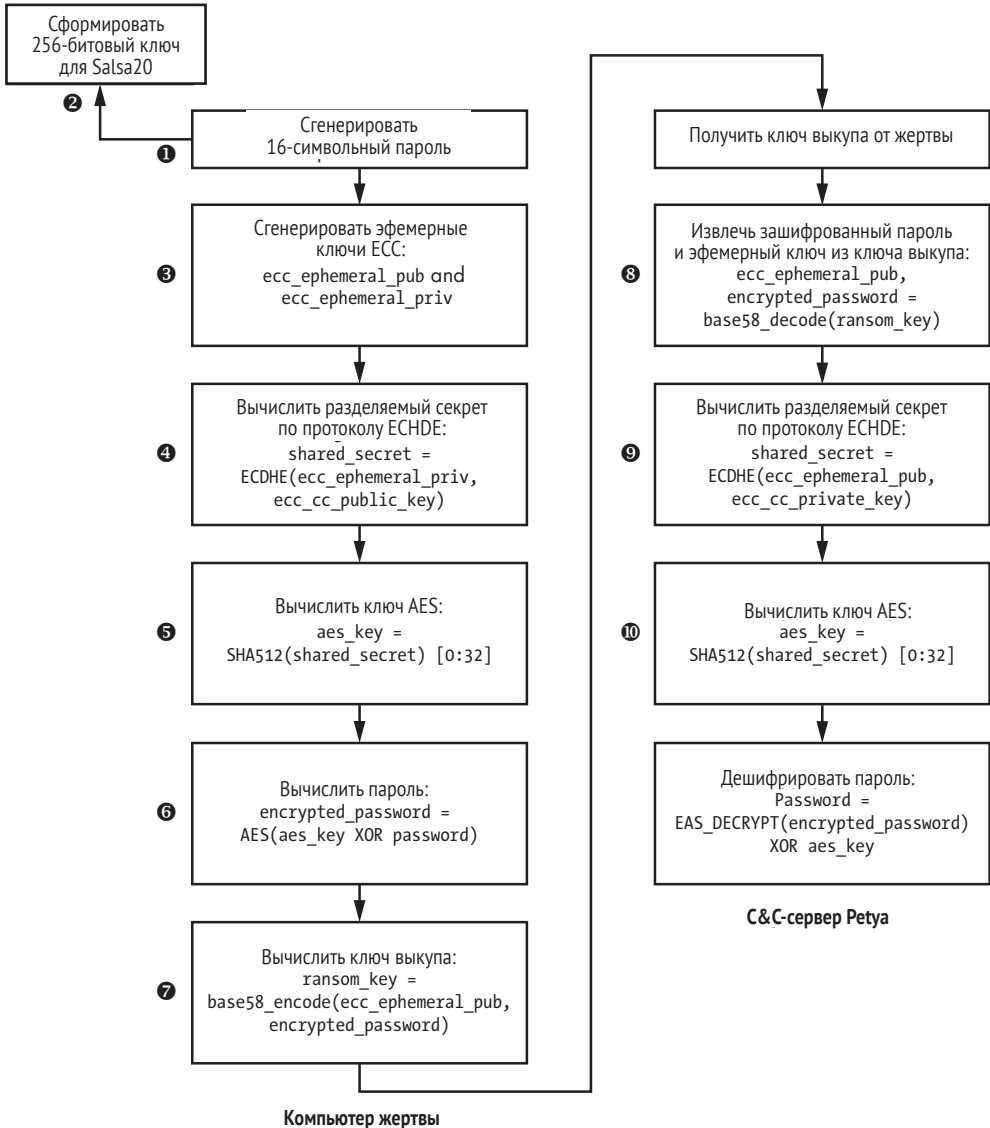 Сформировать
256-битовый ключ
для Salsa20
❷
❶
Сгенерировать
16-символьный пароль
❸
Сгенерировать эфемерные
ключи ECC:
ecc_ephemeral_pub and
ecc_ephemeral_priv
❹
Вычислить разделяемый секрет
по протоколу ECHDE:
shared_secret =
ECDHE(ecc_ephemeral_priv,
ecc_cc_public_key)
❺
Вычислить ключ AES:
aes_key =
SHA512(shared_secret) [0:32]
❻
Вычислить пароль:
encrypted_password =
AES(aes_key XOR password)
❼
Вычислить ключ выкупа:
ransom_key =
base58_encode(ecc_ephemeral_pub,
encrypted_password)
Компьютер жертвы
Получить ключ выкупа от жертвы
❽
Извлечь зашифрованный пароль
и эфемерный ключ из ключа выкупа:
ecc_ephemeral_pub,
encrypted_password =
base58_decode(ransom_key)
❾
Вычислить разделяемый секрет
по протоколу ECHDE:
shared_secret =
ECDHE(ecc_ephemeral_pub,
ecc_cc_private_key)
❿
Вычислить ключ AES:
aes_key =
SHA512(shared_secret) [0:32]
Дешифрировать пароль:
Password =
EAS_DECRYPT(encrypted_password)
XOR aes_key
C&C-сервер Petya